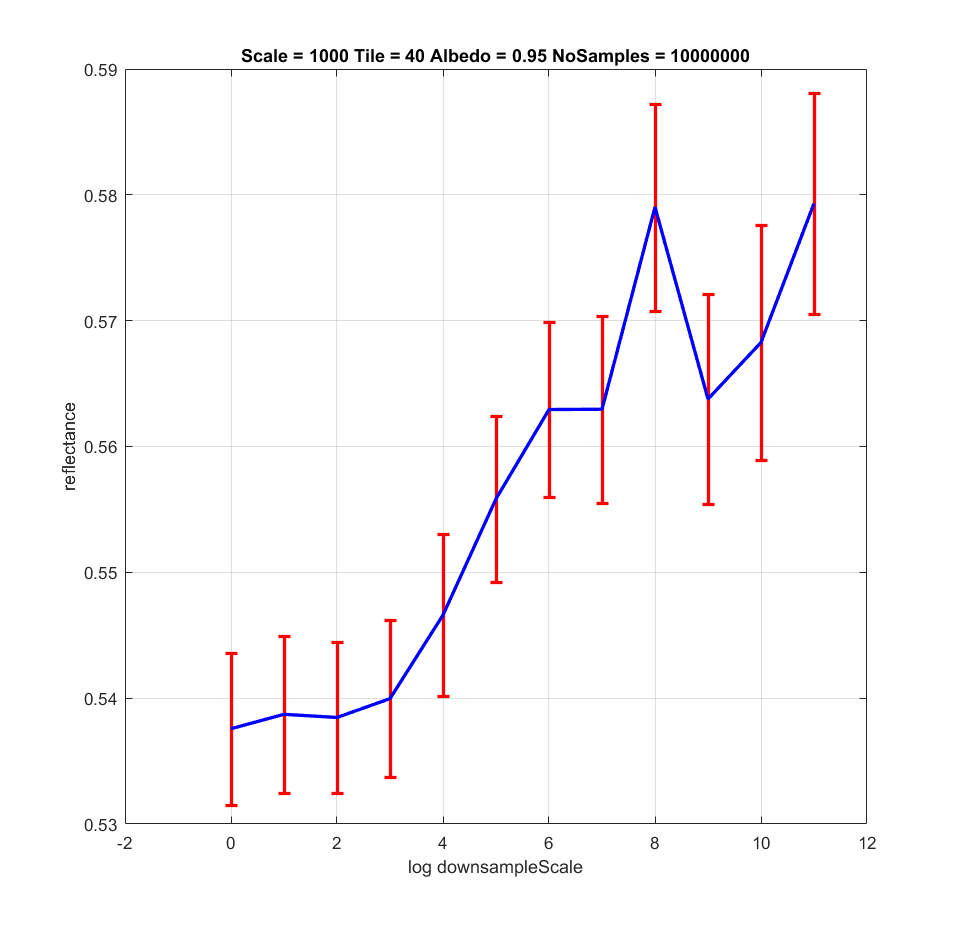 Scale = 1000 Tile = 40 Albedo = 0.95 NoSamples = 10000000
0.59
0.58
0.57
0.56
0.55
0.54
0.53
reflectance
-2 0 2 4 6 8 10 12
log downsampleScale